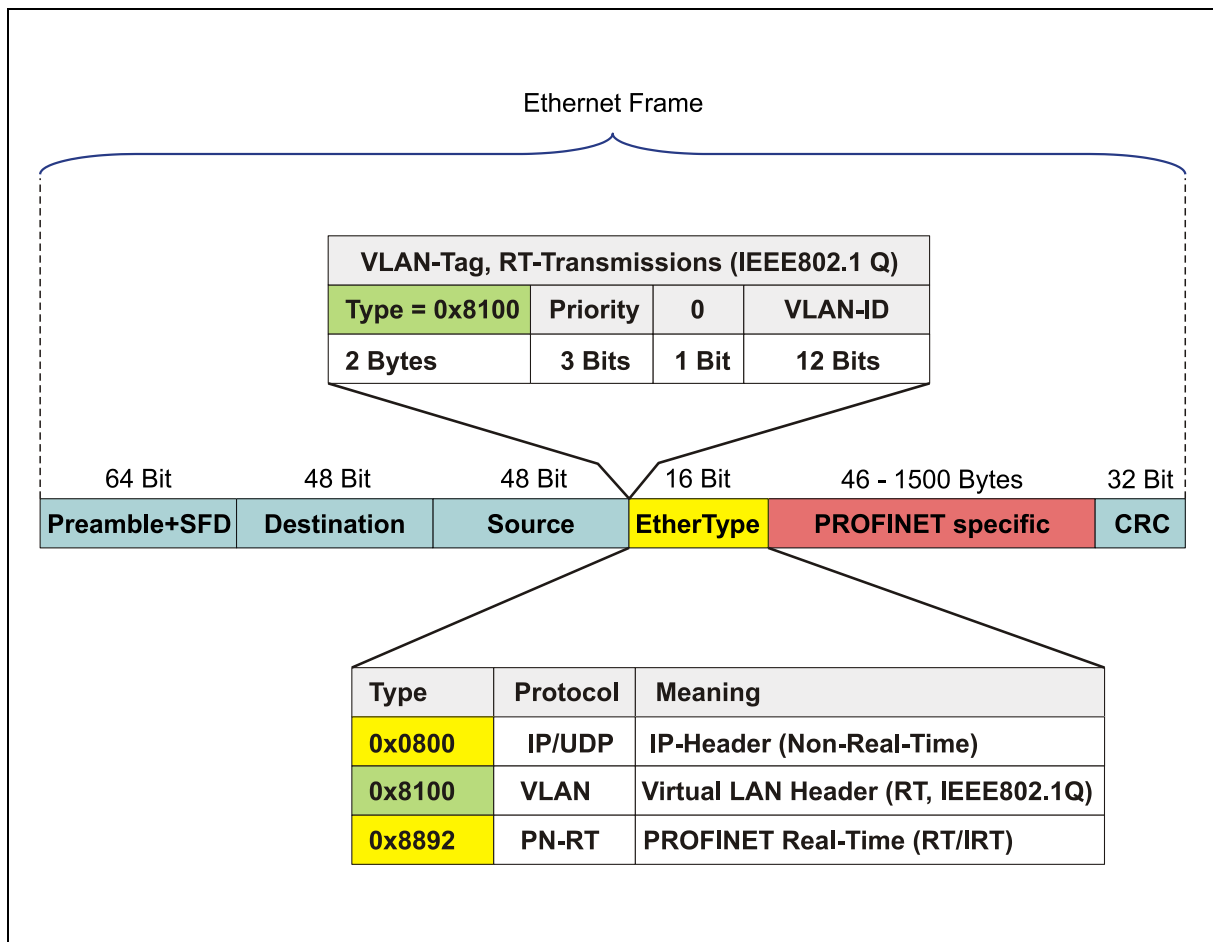 Ethernet Frame
VLAN-Tag, RT-Transmissions (IEEE802.1 Q)
Type = 0x8100 Priority 0 VLAN-ID
2 Bytes 3 Bits 1 Bit 12 Bits
64 Bit 48 Bit 48 Bit 16 Bit 46 - 1500 Bytes 32 Bit
Preamble+SFD Destination Source EtherType PROFINET specific CRC
Type Protocol Meaning
0x0800 IP/UDP IP-Header (Non-Real-Time)
0x8100 VLAN Virtual LAN Header (RT, IEEE802.1Q)
0x8892 PN-RT PROFINET Real-Time (RT/IRT)